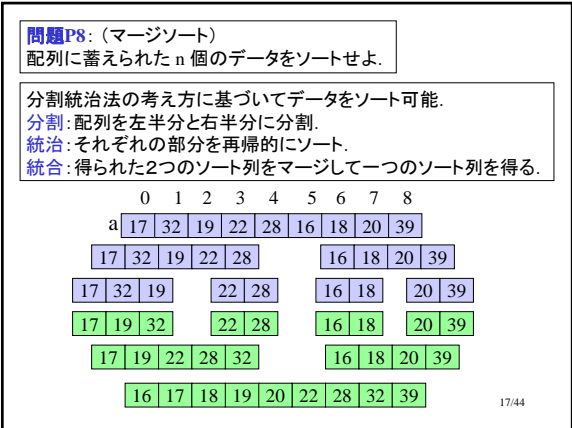 問題P8：（マージソート）
配列に蓄えられた n 個のデータをソートせよ.
分割統治法の考え方に基づいてデータをソート可能.
分割：配列を左半分と右半分に分割.
統治：それぞれの部分を再帰的にソート.
統合：得られた２つのソート列をマージして一つのソート列を得る.
0 1 2 3 4 5 6 7 8
a 17 32 19 22 28 16 18 20 39
17 32 19 22 28 16 18 20 39
17 32 19 22 28 16 18 20 39
17 19 32 22 28 16 18 20 39
17 19 22 28 32 16 18 20 39
16 17 18 19 20 22 28 32 39
17/44